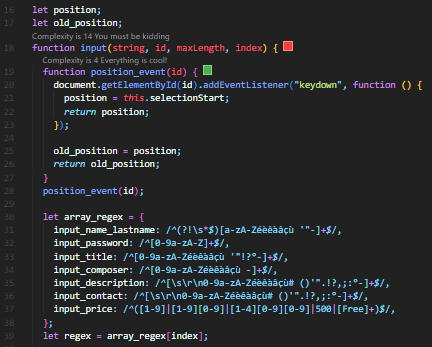 16 let position;
17 let old_position;
Complexity is 14 You must be kidding
18 function input(string, id, maxLength, index) {
Complexity is 4 Everything is cool!
19 function position_event(id) {
20 document.getElementById(id).addEventListener("keydown", function () {
21 position = this.selectionStart;
22 return position;
23 });
24
25 old_position = position;
26 return old_position;
27 }
28 position_event(id);
29
30 let array_regex = {
31 input_name_lastname: /^(?!\s*$)[a-zA-Zéèêàâçù '"-]+$/,
32 input_password: /^[0-9a-zA-Z]+$/,
33 input_title: /^[0-9a-zA-Zéèêàâçù '"!?°-]+$/,
34 input_composer: /^[0-9a-zA-Zéèêàâçù -]+$/,
35 input_description: /^[\s\r\n0-9a-zA-Zéèêàâçù# ()'".!?,;:°-]+$/,
36 input_contact: /^[\s\r\n0-9a-zA-Zéèêàâçù# ()'".!?,;:°-]+$/,
37 input_price: /^([1-9]|[1-9][0-9]|[1-4][0-9][0-9]|500|[Free]+)$/,
38 };
39 let regex = array_regex[index];